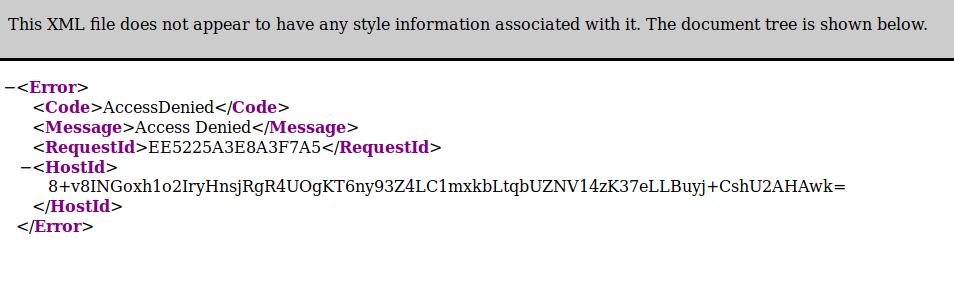 This XML file does not appear to have any style information associated with it. The document tree is shown below.
−<Error>
<Code>AccessDenied</Code>
<Message>Access Denied</Message>
<RequestId>EE5225A3E8A3F7A5</RequestId>
−<HostId>
8+v8INGoxh1o2IryHnsjRgR4UOgKT6ny93Z4LC1mxkbLtqbUZNV14zK37eLLBuyj+CshU2AHAwk=
</HostId>
</Error>